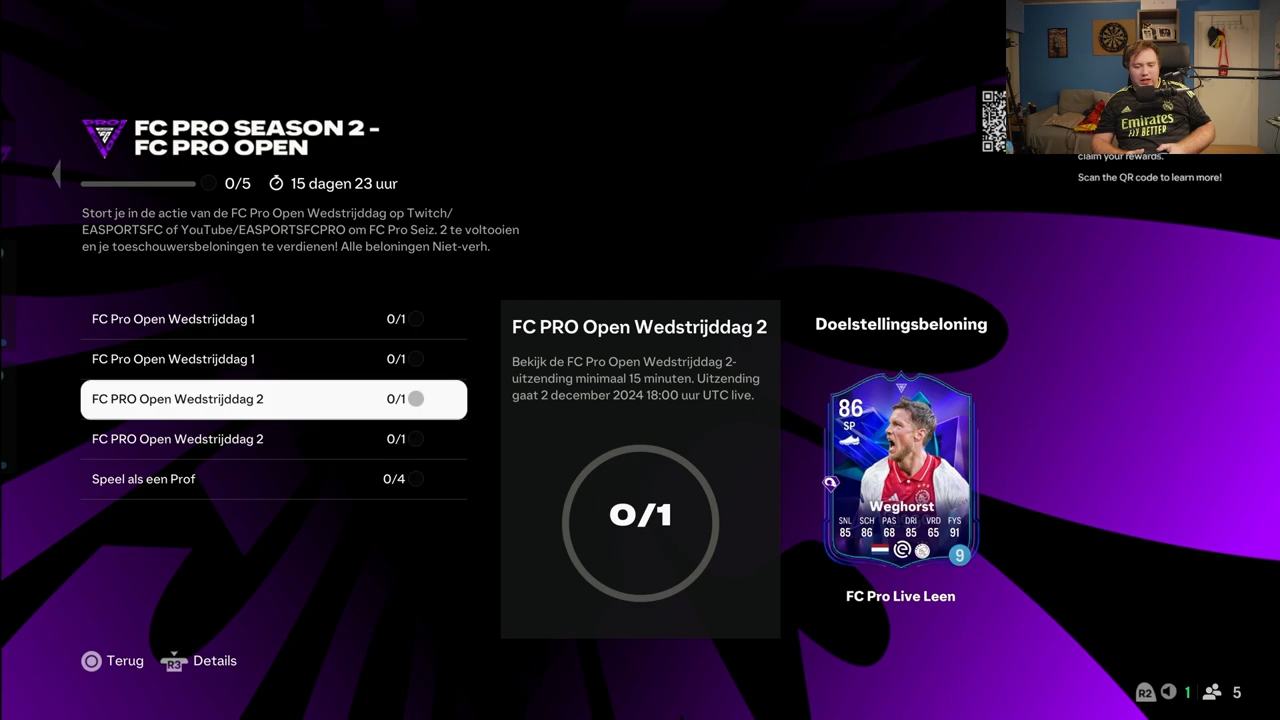 FC PRO SEASON 2 -
FC PRO OPEN
0/5
15 dagen 23 uur
Stort je in de actie van de FC Pro Open Wedstrijddag op Twitch/
EASPORTSFC of YouTube/EASPORTSFCPRO om FC Pro Seiz. 2 te voltooien
en je toeschouwersbeloningen te verdienen! Alle beloningen Niet-verh.
FC Pro Open Wedstrijddag 1 0/1
FC Pro Open Wedstrijddag 1 0/1
FC PRO Open Wedstrijddag 2 0/1
FC PRO Open Wedstrijddag 2 0/1
Speel als een Prof 0/4
FC PRO Open Wedstrijddag 2
Bekijk de FC Pro Open Wedstrijddag 2-
uitzending minimaal 15 minuten. Uitzending
gaat 2 december 2024 18:00 uur UTC live.
0/1
Doelstellingsbeloning
86
SP
Weghorst
SNL SCH PAS DRI VRD FYS
85 86 68 85 65 91
9
FC Pro Live Leen
claim your rewards.
Scan the QR code to learn more!
Emirates
FLY BETTER
PRO
Terug
R3 Details
R2 1 5